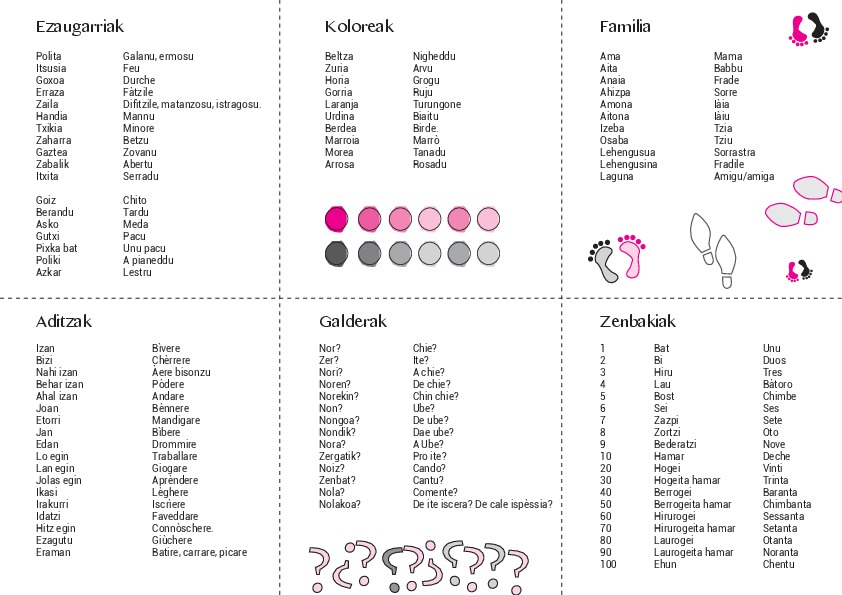 Ezaugarriak
Polita Galanu, ermosu
Itsusia Feu
Goxoa Durche
Erraza Fàtzile
Zaila Difitzile, matanzosu, istragosu.
Handia Mannu
Txikia Minore
Zaharra Betzu
Gaztea Zovanu
Zabalik Abertu
Itxita Serradu
Goiz Chito
Berandu Tardu
Asko Meda
Gutxi Pacu
Pixka bat Unu pacu
Poliki A pianeddu
Azkar Lestru
Koloreak
Beltza Nigheddu
Zuria Arvu
Horia Grogu
Gorria Ruju
Laranja Turungone
Urdina Biaitu
Berdea Birde.
Marroia Marrò
Morea Tanadu
Arrosa Rosadu
Familia
Ama Mama
Aita Babbu
Anaia Frade
Ahizpa Sorre
Amona Iàia
Aitona Iàiu
Izeba Tzia
Osaba Tziu
Lehengusua Sorrastra
Lehengusina Fradile
Laguna Amigu/amiga
Aditzak
Izan Bìvere
Bizi Chèrrere
Nahi izan Àere bisonzu
Behar izan Pòdere
Ahal izan Andare
Joan Bènnere
Etorri Mandigare
Jan Bìbere
Edan Drommire
Lo egin Traballare
Lan egin Giogare
Jolas egin Aprèndere
Ikasi Lèghere
Irakurri Iscrìere
Idatzi Faveddare
Hitz egin Connòschere.
Ezagutu Giùchere
Eraman Batire, carrare, picare
Galderak
Nor? Chie?
Zer? Ite?
Nori? A chie?
Noren? De chie?
Norekin? Chin chie?
Non? Ube?
Nongoa? De ube?
Nondik? Dae ube?
Nora? A Ube?
Zergatik? Pro ite?
Noiz? Cando?
Zenbat? Cantu?
Nola? Comente?
Nolakoa? De ite iscera? De cale ispèssia?
Zenbakiak
1 Bat Unu
2 Bi Duos
3 Hiru Tres
4 Lau Bàtoro
5 Bost Chimbe
6 Sei Ses
7 Zazpi Sete
8 Zortzi Oto
9 Bederatzi Nove
10 Hamar Deche
20 Hogei Vinti
30 Hogeita hamar Trinta
40 Berrogei Baranta
50 Berrogeita hamar Chimbanta
60 Hirurogei Sessanta
70 Hirurogeita hamar Setanta
80 Laurogei Otanta
90 Laurogeita hamar Noranta
100 Ehun Chentu